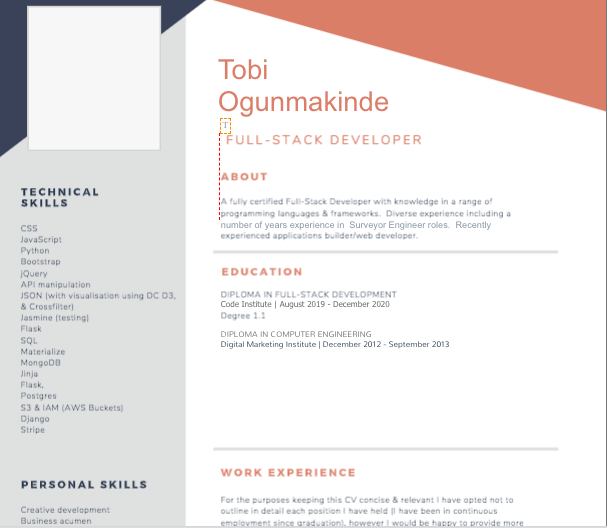 Tobi
Ogunmakinde
T
FULL-STACK DEVELOPER
ABOUT
A fully certified Full-Stack Developer with knowledge in a range of
programming languages & frameworks. Diverse experience including a
number of years experience in Surveyor Engineer roles. Recently
experienced applications builder/web developer.
EDUCATION
DIPLOMA IN FULL-STACK DEVELOPMENT
Code Institute | August 2019 - December 2020
Degree 1.1
DIPLOMA IN COMPUTER ENGINEERING
Digital Marketing Institute | December 2012 - September 2013
WORK EXPERIENCE
For the purposes keeping this CV concise & relevant I have opted not to
outline in detail each position I have held (I have been in continuous
employment since graduation), however I would be happy to provide more
TECHNICAL
SKILLS
CSS
JavaScript
Python
Bootstrap
jQuery
API manipulation
JSON (with visualisation using DC D3,
& Crossfilter)
Jasmine (testing)
Flask
SQL
Materialize
MongoDB
Jinja
Flask,
Postgres
S3 & IAM (AWS Buckets)
Django
Stripe
PERSONAL SKILLS
Creative development
Business acumen